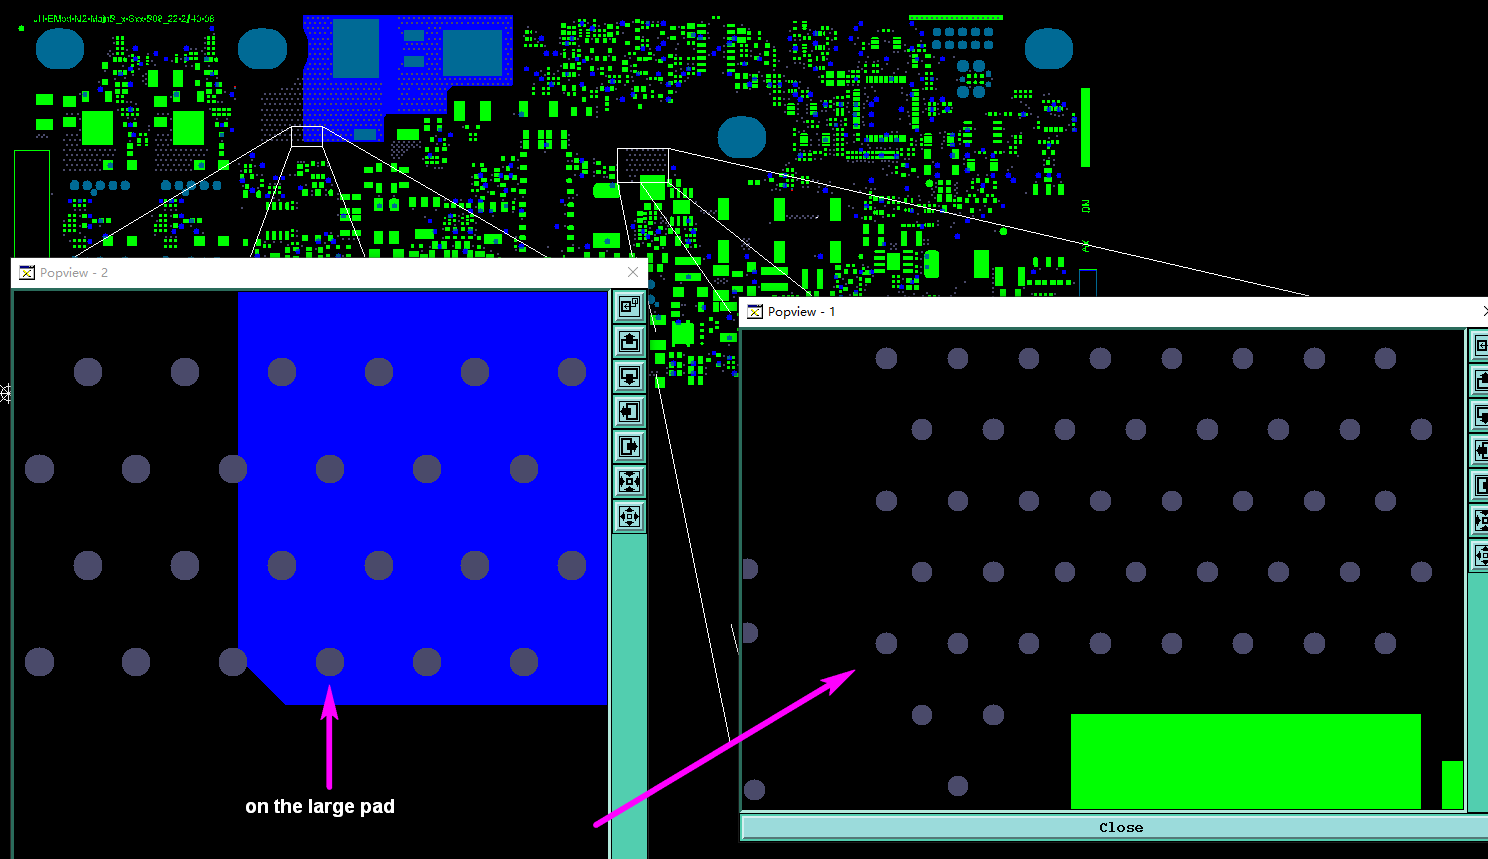 Popview - 2
Popview - 1
on the large pad
Close